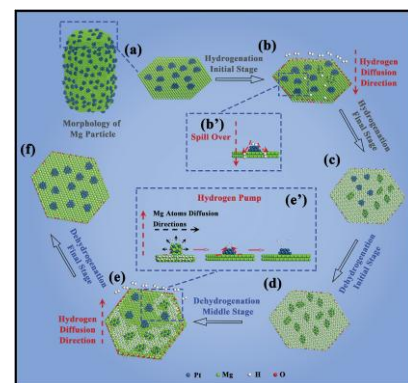 (a)
Hydrogenation
Initial Stage
(b)
Hydrogen
Diffusion
Direction
Morphology of
Mg Particle
(b')
Spill Over
Hydrogenation
Final Stage
(f)
(c)
(e')
Hydrogen Pump
Mg Atoms Diffusion
Directions
Dehydrogenation
Final Stage
Dehydrogenation
Initial Stage
(e)
Dehydrogenation
Middle Stage
(d)
Hydrogen
Diffusion
Direction
Pt Mg H O